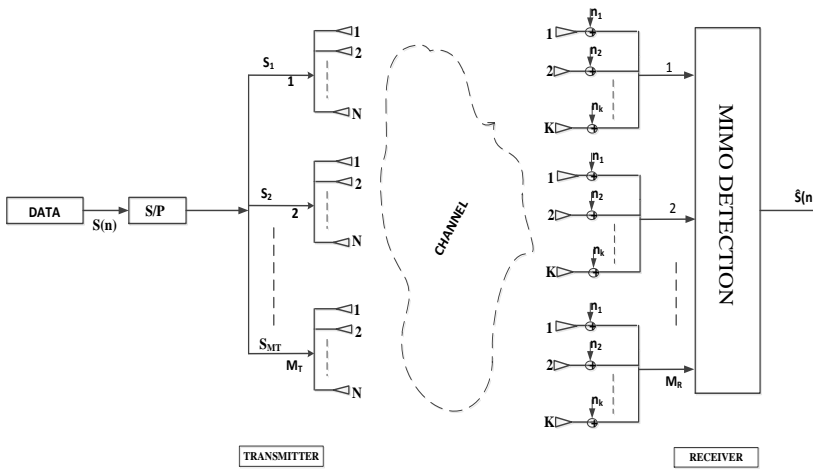 DATA
S(n)
S/P
S1
1
1
2
N
S2
2
1
2
N
SMT
MT
1
2
N
TRANSMITTER
CHANNEL
n1
1
n2
2
nk
K
1
n1
1
n2
2
nk
K
2
n1
1
n2
2
nk
K
MR
MIMO DETECTION
Ŝ(n
RECEIVER